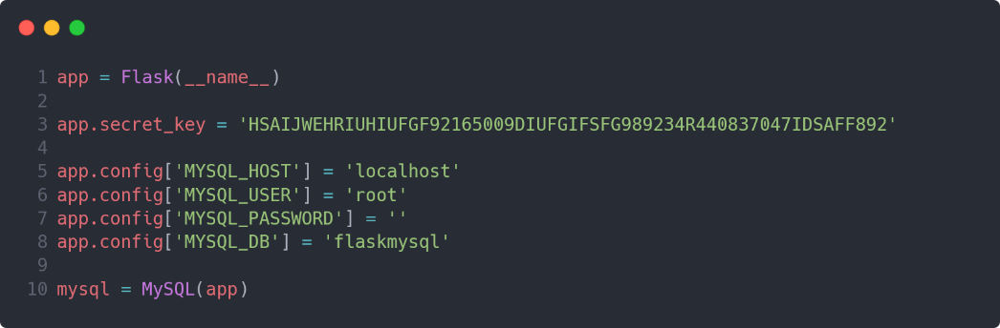 1 app = Flask(__name__)
2
3 app.secret_key = 'HSAIJWEHRIUHIUFGF92165009DIUFGIFSFG989234R440837047IDSAFF892'
4
5 app.config['MYSQL_HOST'] = 'localhost'
6 app.config['MYSQL_USER'] = 'root'
7 app.config['MYSQL_PASSWORD'] = ''
8 app.config['MYSQL_DB'] = 'flaskmysql'
9
10 mysql = MySQL(app)